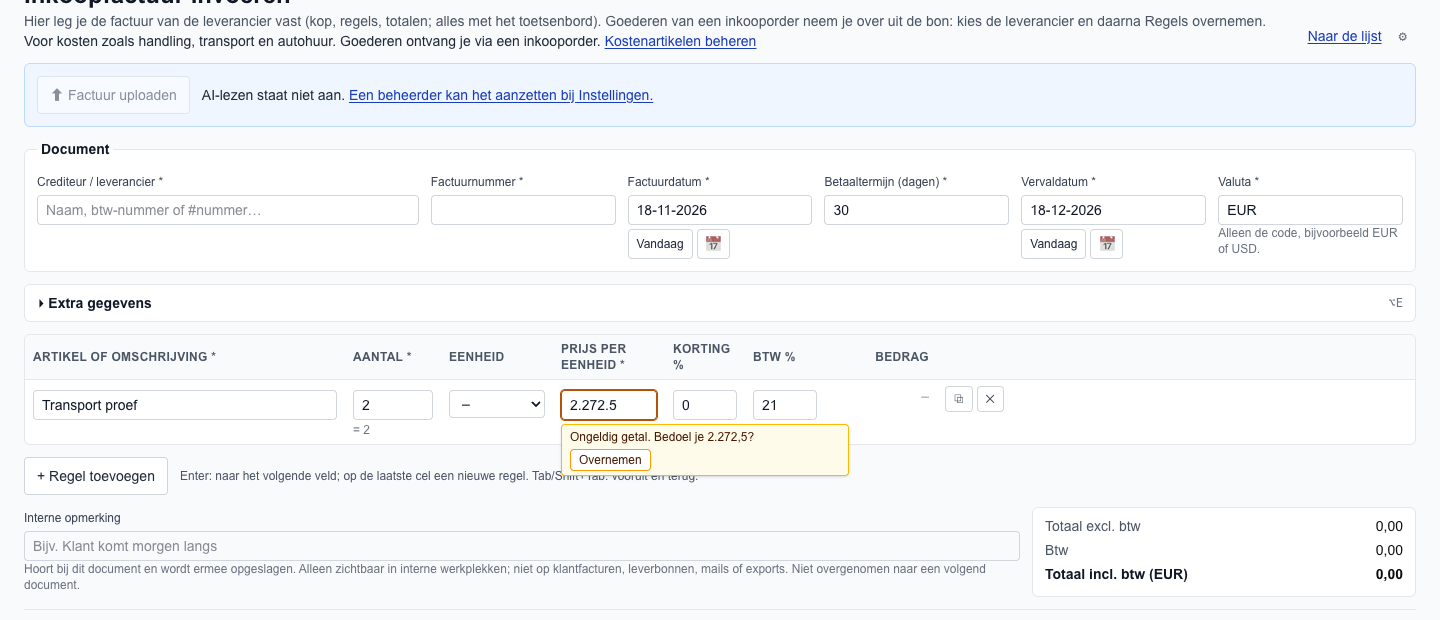 Hier leg je de factuur van de leverancier vast (kop, regels, totalen; alles met het toetsenbord). Goederen van een inkooporder neem je over uit de bon: kies de leverancier en daarna Regels overnemen.
Voor kosten zoals handling, transport en autohuur. Goederen ontvang je via een inkooporder. Kostenartikelen beheren
Naar de lijst
Factuur uploaden
AI-lezen staat niet aan. Een beheerder kan het aanzetten bij Instellingen.
Document
Crediteur / leverancier *
Factuurnummer *
Factuurdatum *
Betaaltermijn (dagen) *
Vervaldatum *
Valuta *
Naam, btw-nummer of #nummer…
18-11-2026
30
18-12-2026
EUR
Vandaag
Vandaag
Alleen de code, bijvoorbeeld EUR
of USD.
Extra gegevens
⌥E
ARTIKEL OF OMSCHRIJVING *
AANTAL *
EENHEID
PRIJS PER
EENHEID *
KORTING
%
BTW %
BEDRAG
Transport proef
2
–
2.272.5
0
21
–
= 2
Ongeldig getal. Bedoel je 2.272,5?
Overnemen
+ Regel toevoegen
Enter: naar het volgende veld; op de laatste cel een nieuwe regel. Tab/Shift+Tab: vooruit en terug.
Interne opmerking
Bijv. Klant komt morgen langs
Hoort bij dit document en wordt ermee opgeslagen. Alleen zichtbaar in interne werkplekken; niet op klantfacturen, leverbonnen, mails of exports. Niet overgenomen naar een volgend
document.
Totaal excl. btw 0,00
Btw 0,00
Totaal incl. btw (EUR) 0,00